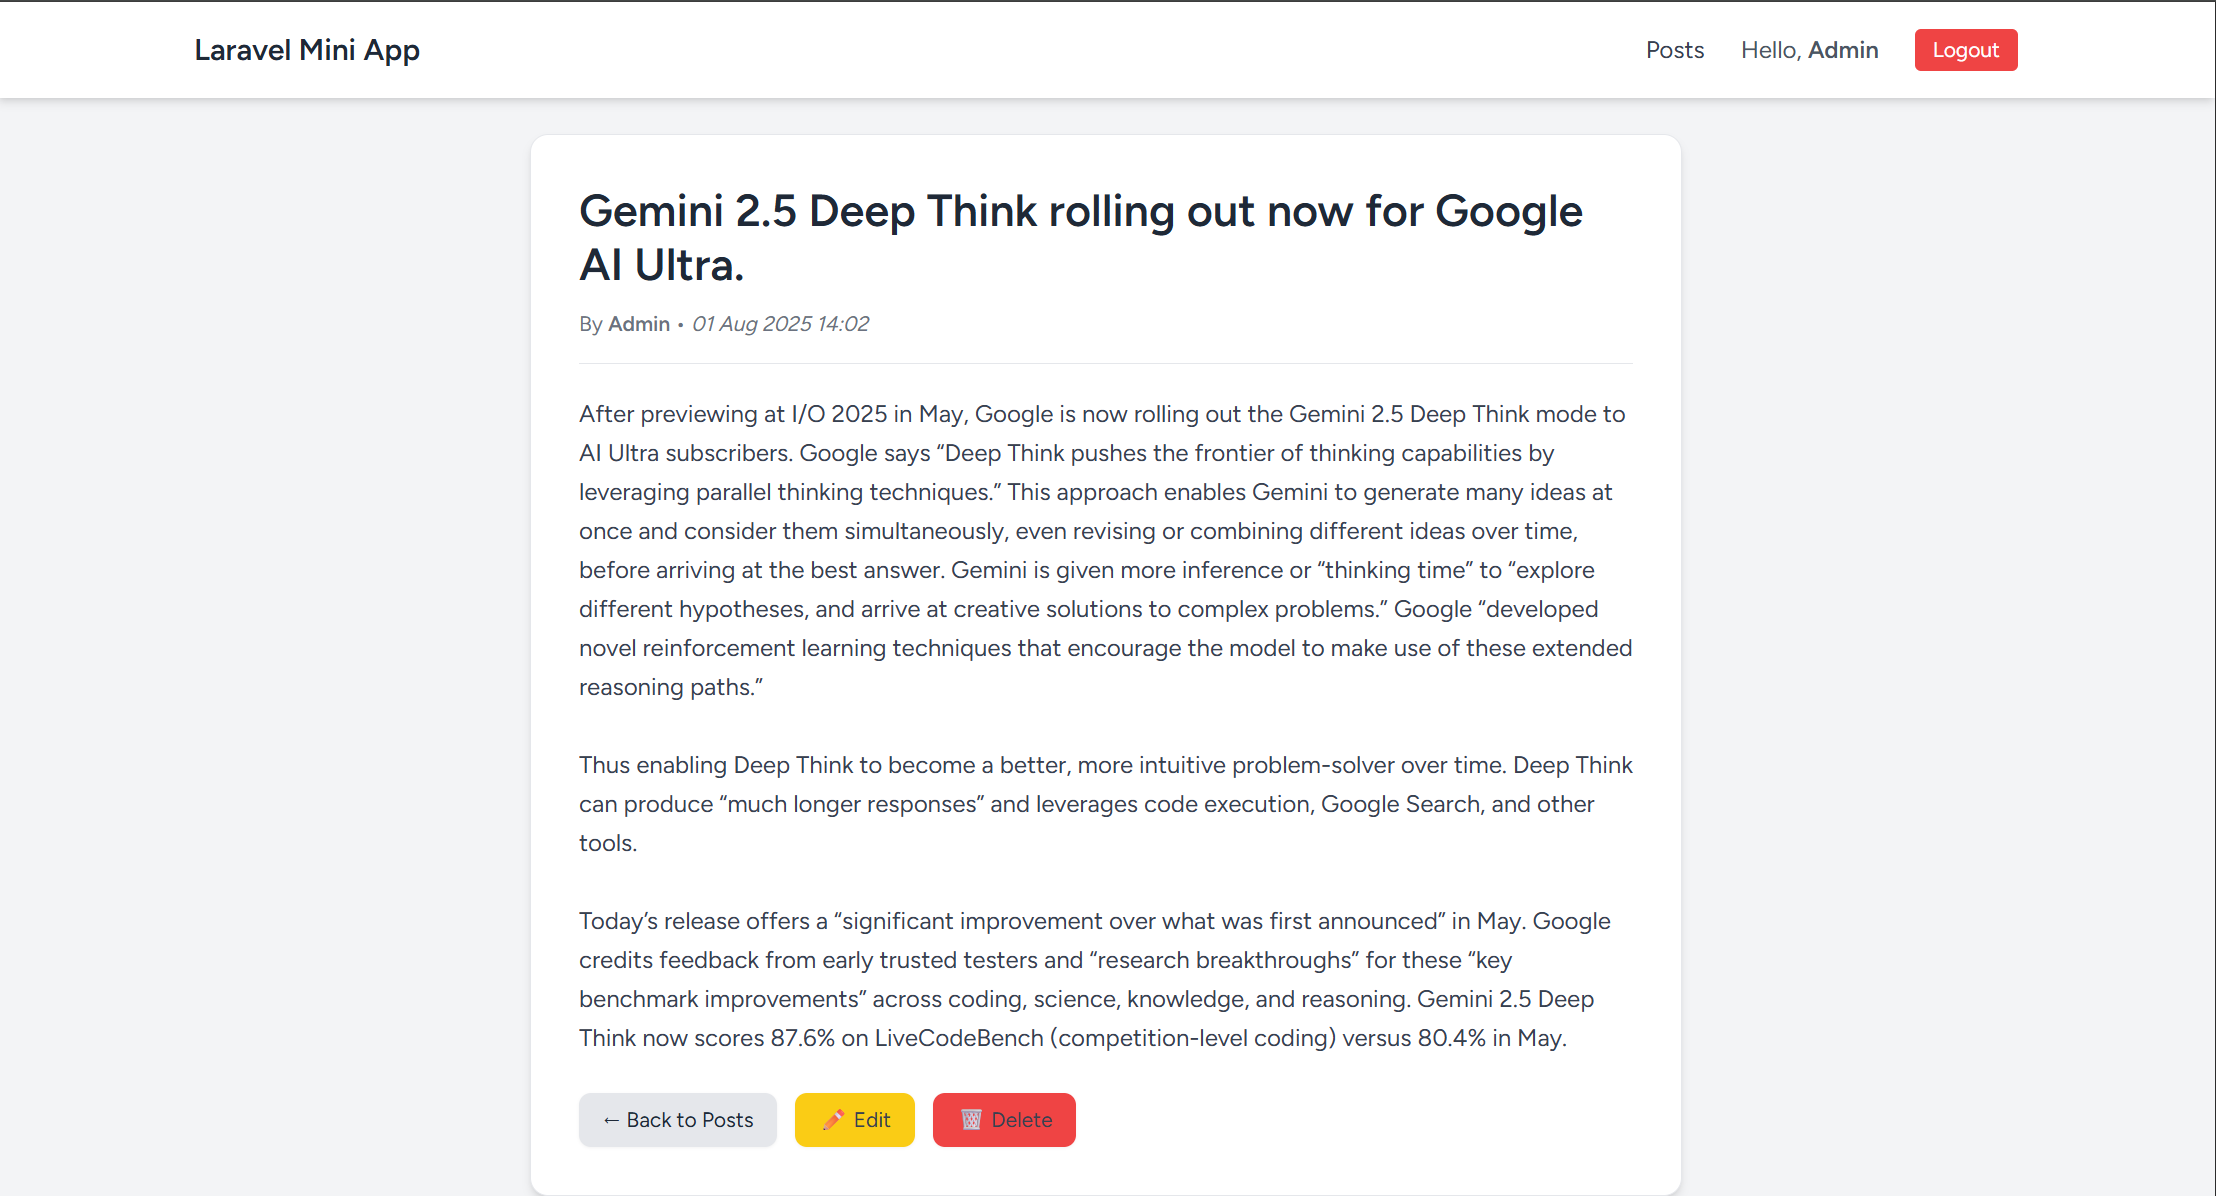 Laravel Mini App
Posts
Hello, Admin
Logout
Gemini 2.5 Deep Think rolling out now for Google
AI Ultra.
By Admin • 01 Aug 2025 14:02
After previewing at I/O 2025 in May, Google is now rolling out the Gemini 2.5 Deep Think mode to
AI Ultra subscribers. Google says “Deep Think pushes the frontier of thinking capabilities by
leveraging parallel thinking techniques.” This approach enables Gemini to generate many ideas at
once and consider them simultaneously, even revising or combining different ideas over time,
before arriving at the best answer. Gemini is given more inference or “thinking time” to “explore
different hypotheses, and arrive at creative solutions to complex problems.” Google “developed
novel reinforcement learning techniques that encourage the model to make use of these extended
reasoning paths.”
Thus enabling Deep Think to become a better, more intuitive problem-solver over time. Deep Think
can produce “much longer responses” and leverages code execution, Google Search, and other
tools.
Today’s release offers a “significant improvement over what was first announced” in May. Google
credits feedback from early trusted testers and “research breakthroughs” for these “key
benchmark improvements” across coding, science, knowledge, and reasoning. Gemini 2.5 Deep
Think now scores 87.6% on LiveCodeBench (competition-level coding) versus 80.4% in May.
← Back to Posts
Edit
Delete